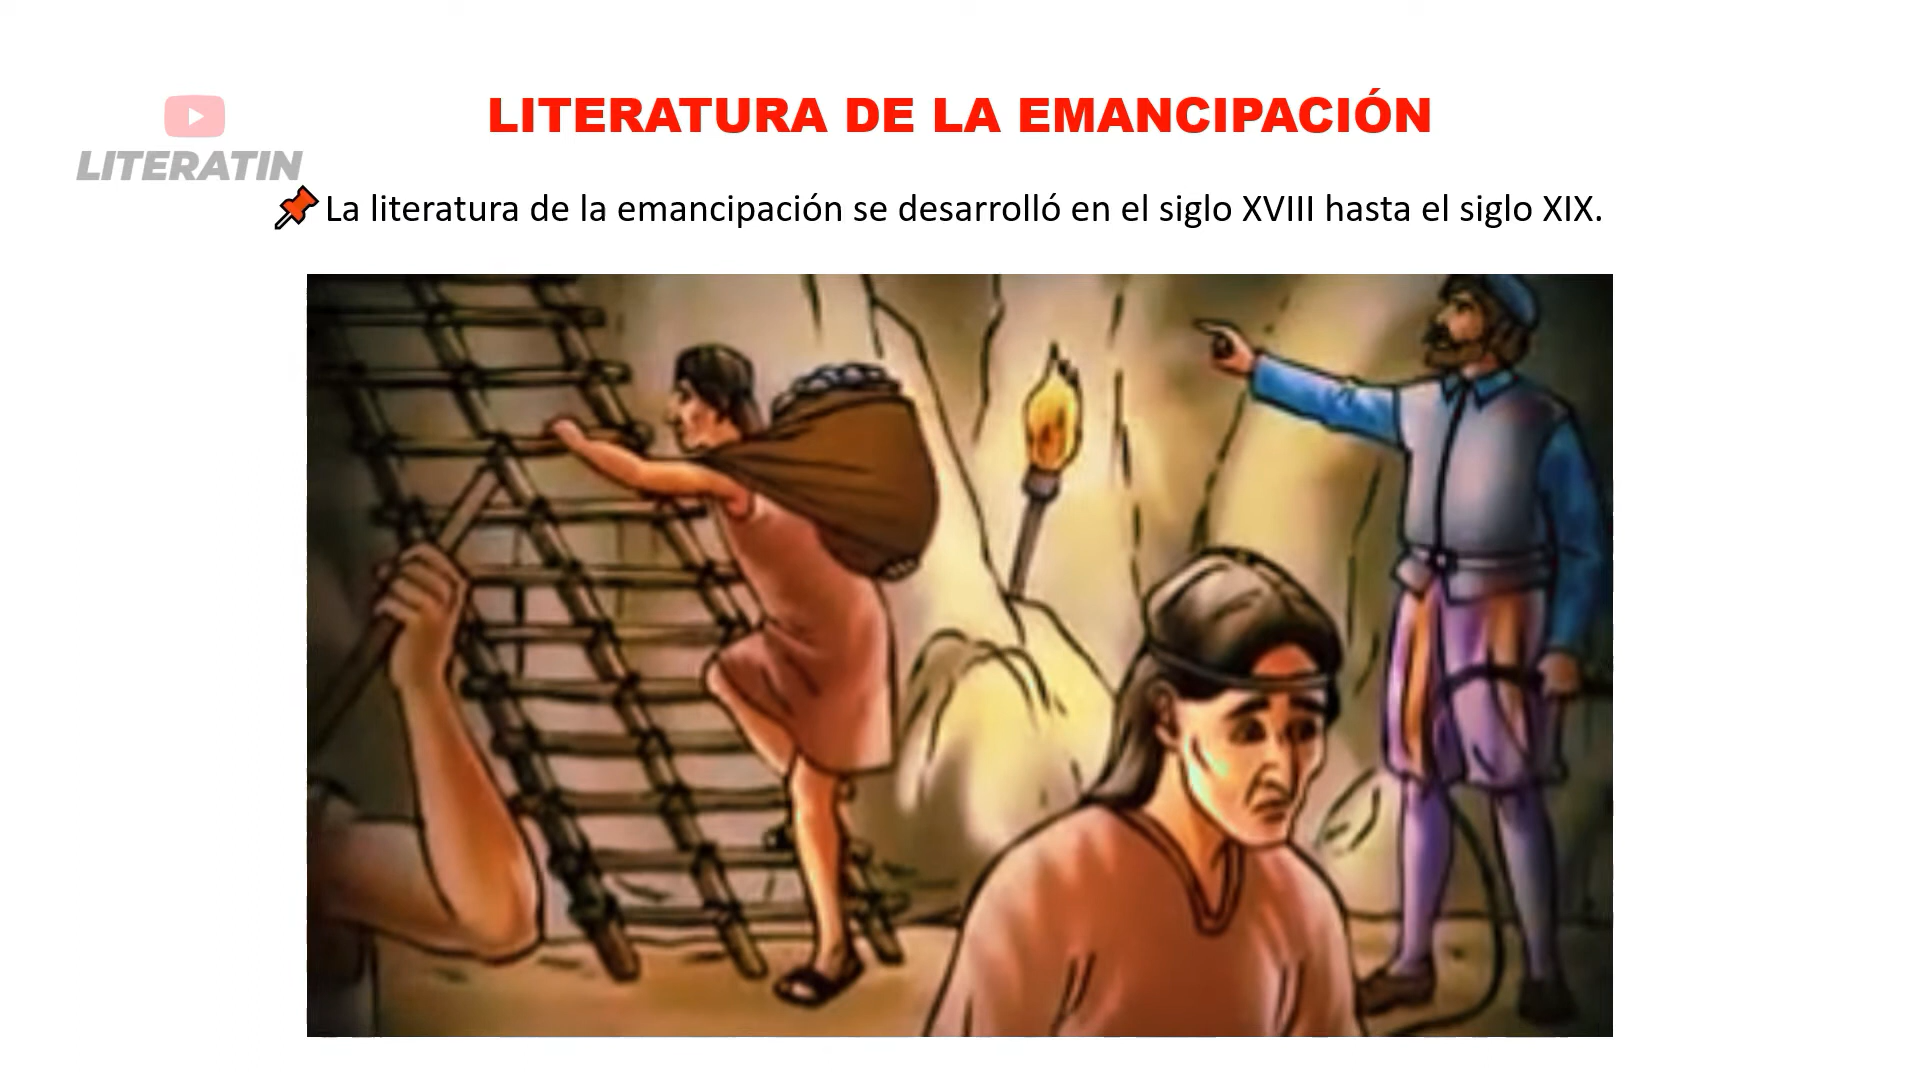 LITERATURA DE LA EMANCIPACIÓN
LITERATIN
La literatura de la emancipación se desarrolló en el siglo XVIII hasta el siglo XIX.